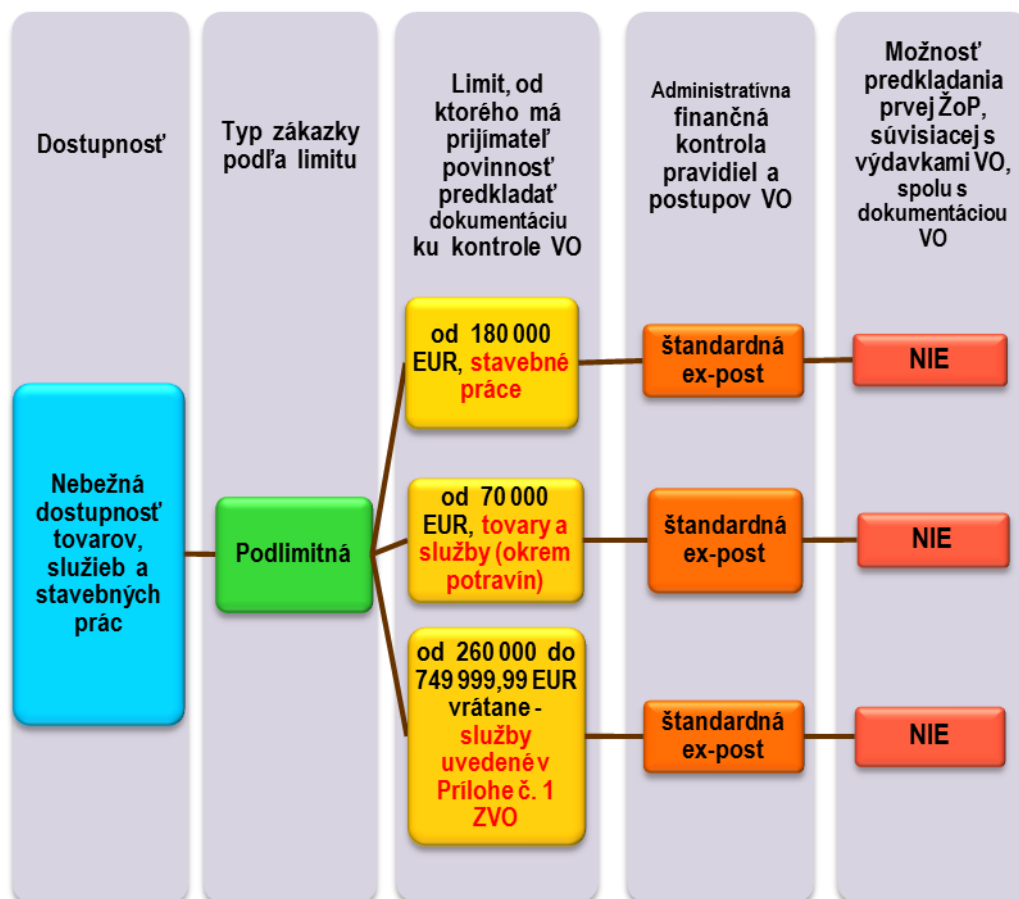 Dostupnosť
Typ zákazky
podľa limitu
Limit, od
ktorého má
prijímateľ
povinnosť
predkladať
dokumentáciu
ku kontrole VO
Administratívna
finančná
kontrola
pravidiel a
postupov VO
Možnosť
predkladania
prvej ŽoP,
súvisiacej s
výdavkami VO,
spolu s
dokumentáciou
VO
Nebežná
dostupnosť
tovarov,
služieb a
stavebných
prác
Podlimitná
od 180 000
EUR, stavebné
práce
štandardná
ex-post
NIE
od 70 000
EUR, tovary a
služby (okrem
potravín)
štandardná
ex-post
NIE
od 260 000 do
749 999,99 EUR
vrátane -
služby
uvedené v
Prílohe č. 1
ZVO
štandardná
ex-post
NIE